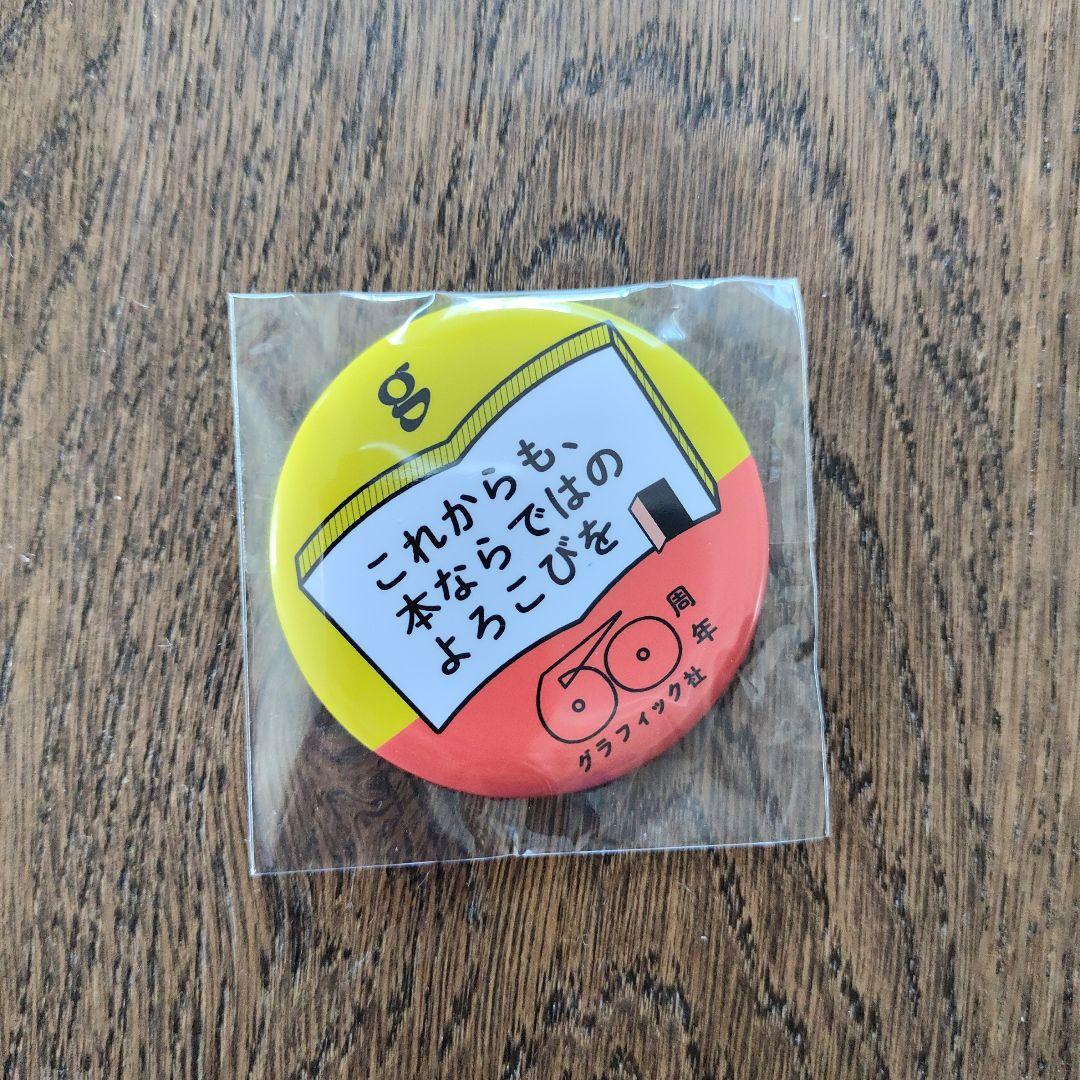 g
これからも、
本ならではの
よろこびを
60周年
グラフィック社